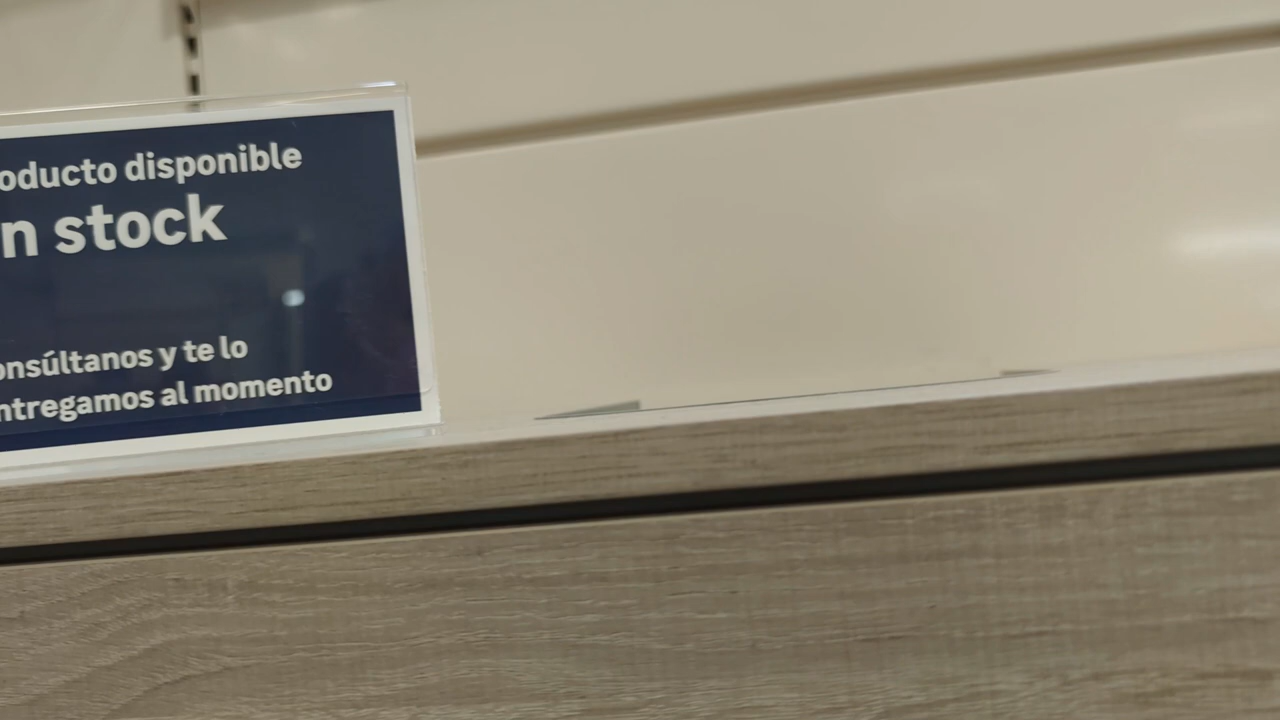 oducto disponible
n stock
onsúltanos y te lo
ntregamos al momento